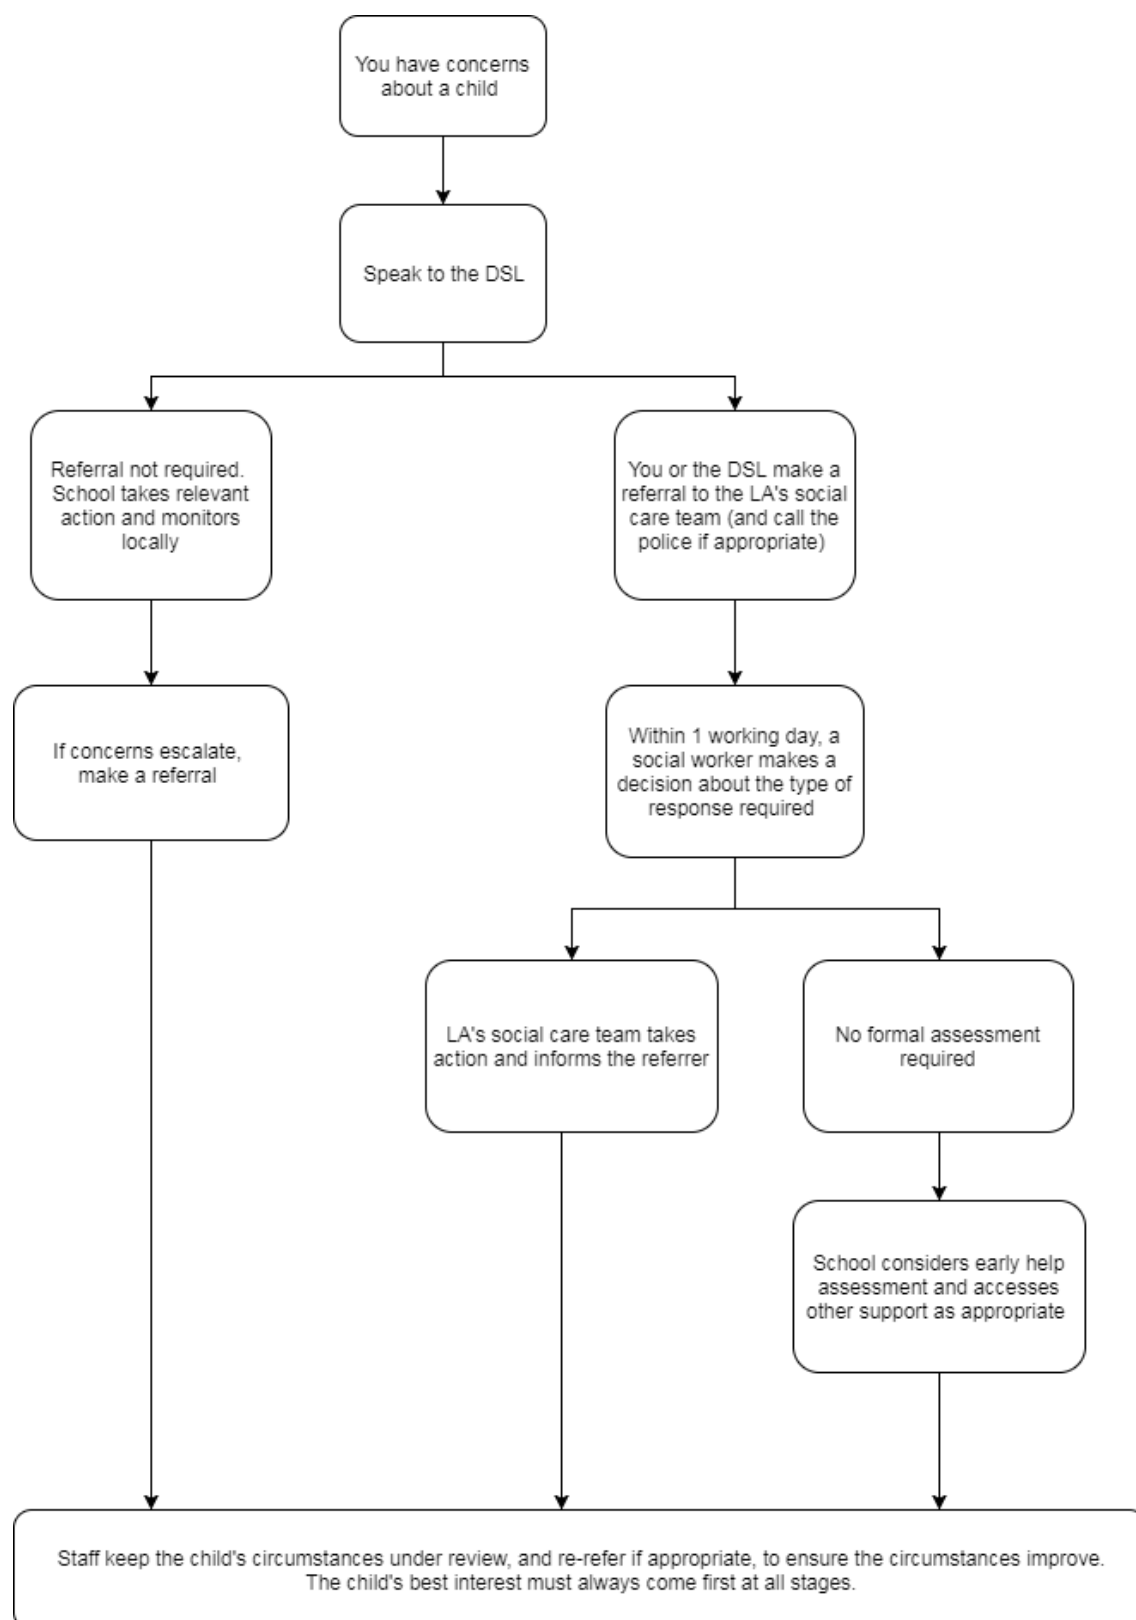 You have concerns
about a child
Speak to the DSL
Referral not required.
School takes relevant
action and monitors
locally
You or the DSL make a
referral to the LA's social
care team (and call the
police if appropriate)
If concerns escalate,
make a referral
Within 1 working day, a
social worker makes a
decision about the type of
response required
LA's social care team takes
action and informs the referrer
No formal assessment
required
School considers early help
assessment and accesses
other support as appropriate
Staff keep the child's circumstances under review, and re-refer if appropriate, to ensure the circumstances improve.
The child's best interest must always come first at all stages.